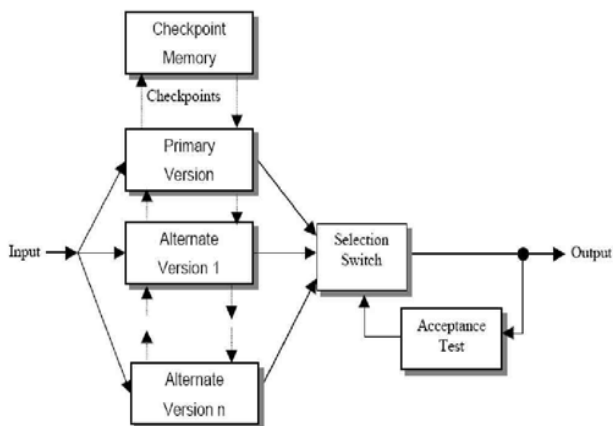 Checkpoint
Memory
Checkpoints
Primary
Version
Input
Alternate
Version 1
Selection
Switch
Output
Acceptance
Test
Alternate
Version n